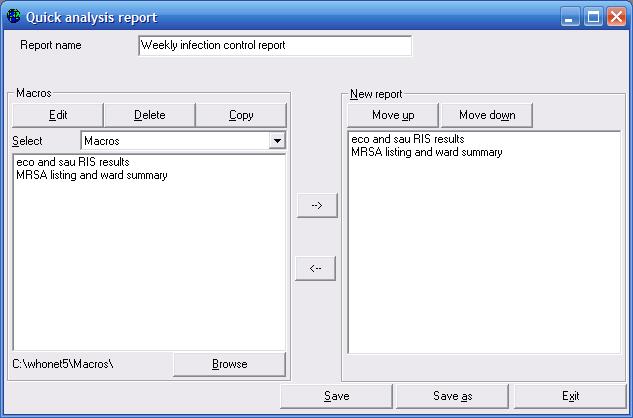 Quick analysis report
Report name
Weekly infection control report
Macros
Edit
Delete
Copy
Select
Macros
eco and sau RIS results
MRSA listing and ward summary
C:\whonet5\Macros\
Browse
-->
<--
New report
Move up
Move down
eco and sau RIS results
MRSA listing and ward summary
Save
Save as
Exit